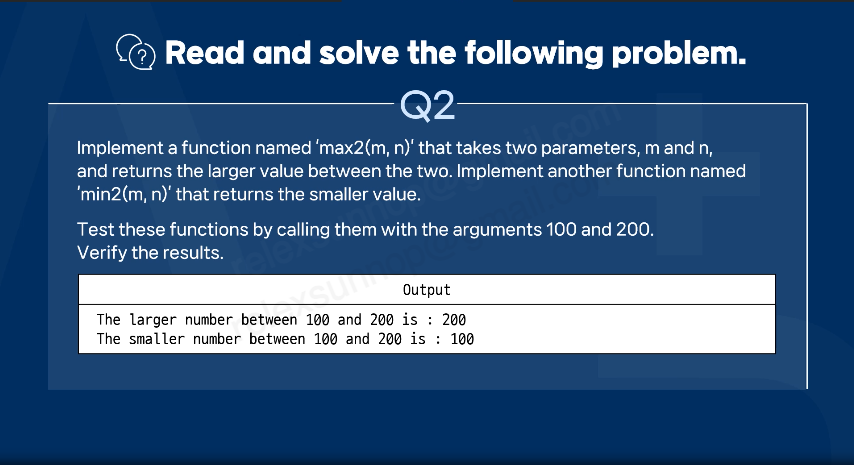 Read and solve the following problem.
Q2
Implement a function named 'max2(m, n)' that takes two parameters, m and n,
and returns the larger value between the two. Implement another function named
'min2(m, n)' that returns the smaller value.
Test these functions by calling them with the arguments 100 and 200.
Verify the results.
Output
The larger number between 100 and 200 is : 200
The smaller number between 100 and 200 is : 100